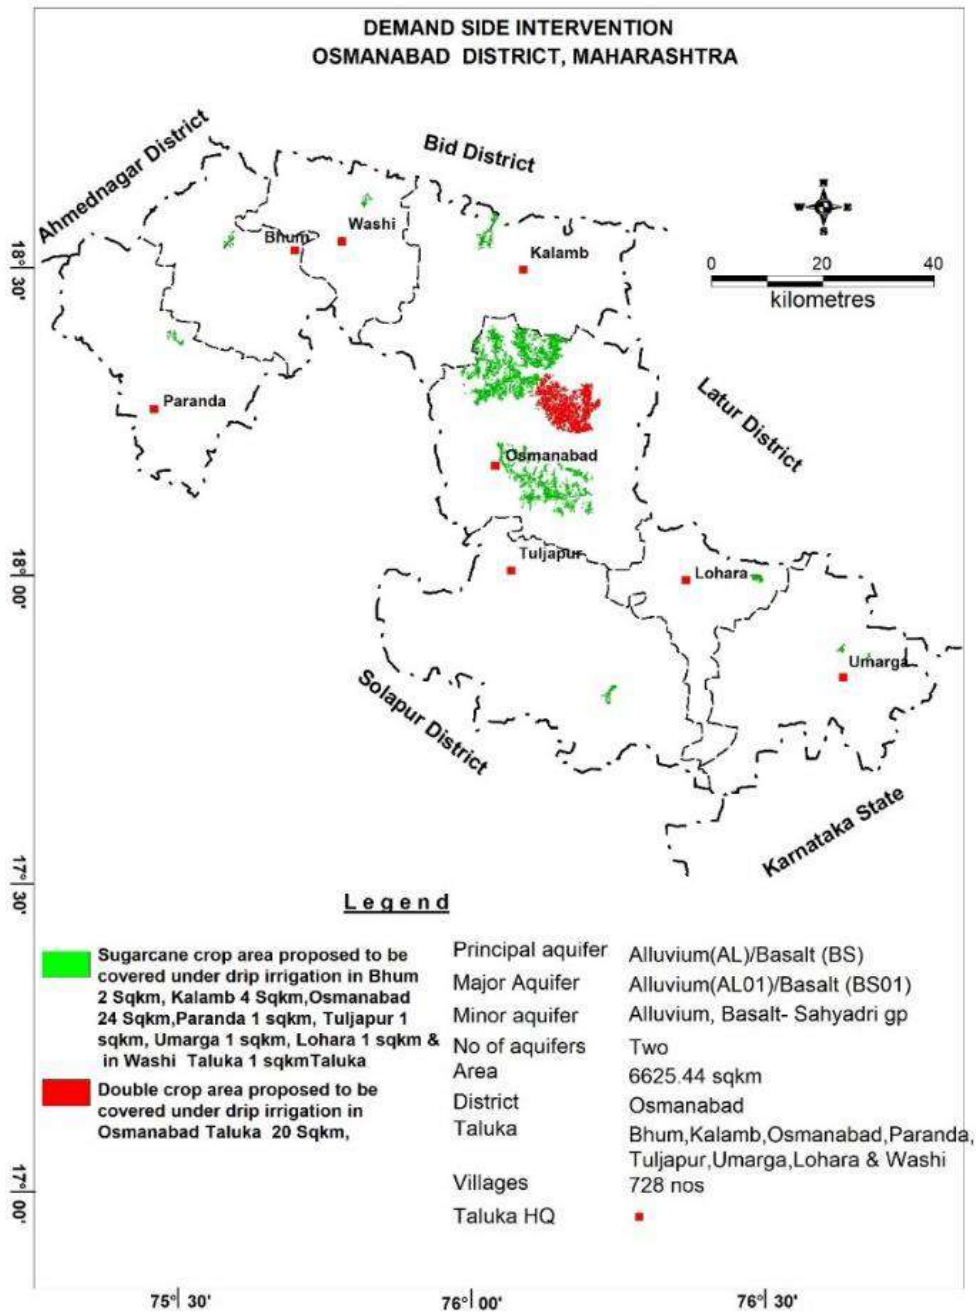 DEMAND SIDE INTERVENTION
OSMANABAD DISTRICT, MAHARASHTRA
Ahmednagar District
Bid District
N
W E
S
Washi
Bhum
Kalamb
18° 30'
0 20 40
kilometres
Paranda
Latur District
Osmanabad
Tuljapur
Lohara
18° 00'
Umarga
Solapur District
Karnataka State
17° 30'
Legend
Sugarcane crop area proposed to be
covered under drip irrigation in Bhum
2 Sqkm, Kalamb 4 Sqkm,Osmanabad
24 Sqkm,Paranda 1 sqkm, Tuljapur 1
sqkm, Umarga 1 sqkm, Lohara 1 sqkm &
in Washi Taluka 1 sqkmTaluka
Double crop area proposed to be
covered under drip irrigation in
Osmanabad Taluka 20 Sqkm,
Principal aquifer Alluvium(AL)/Basalt (BS)
Major Aquifer Alluvium(AL01)/Basalt (BS01)
Minor aquifer Alluvium, Basalt- Sahyadri gp
No of aquifers Two
Area 6625.44 sqkm
District Osmanabad
Taluka Bhum,Kalamb,Osmanabad,Paranda,
Tuljapur,Umarga,Lohara & Washi
Villages 728 nos
Taluka HQ
17° 00'
75° 30' 76° 00' 76° 30'